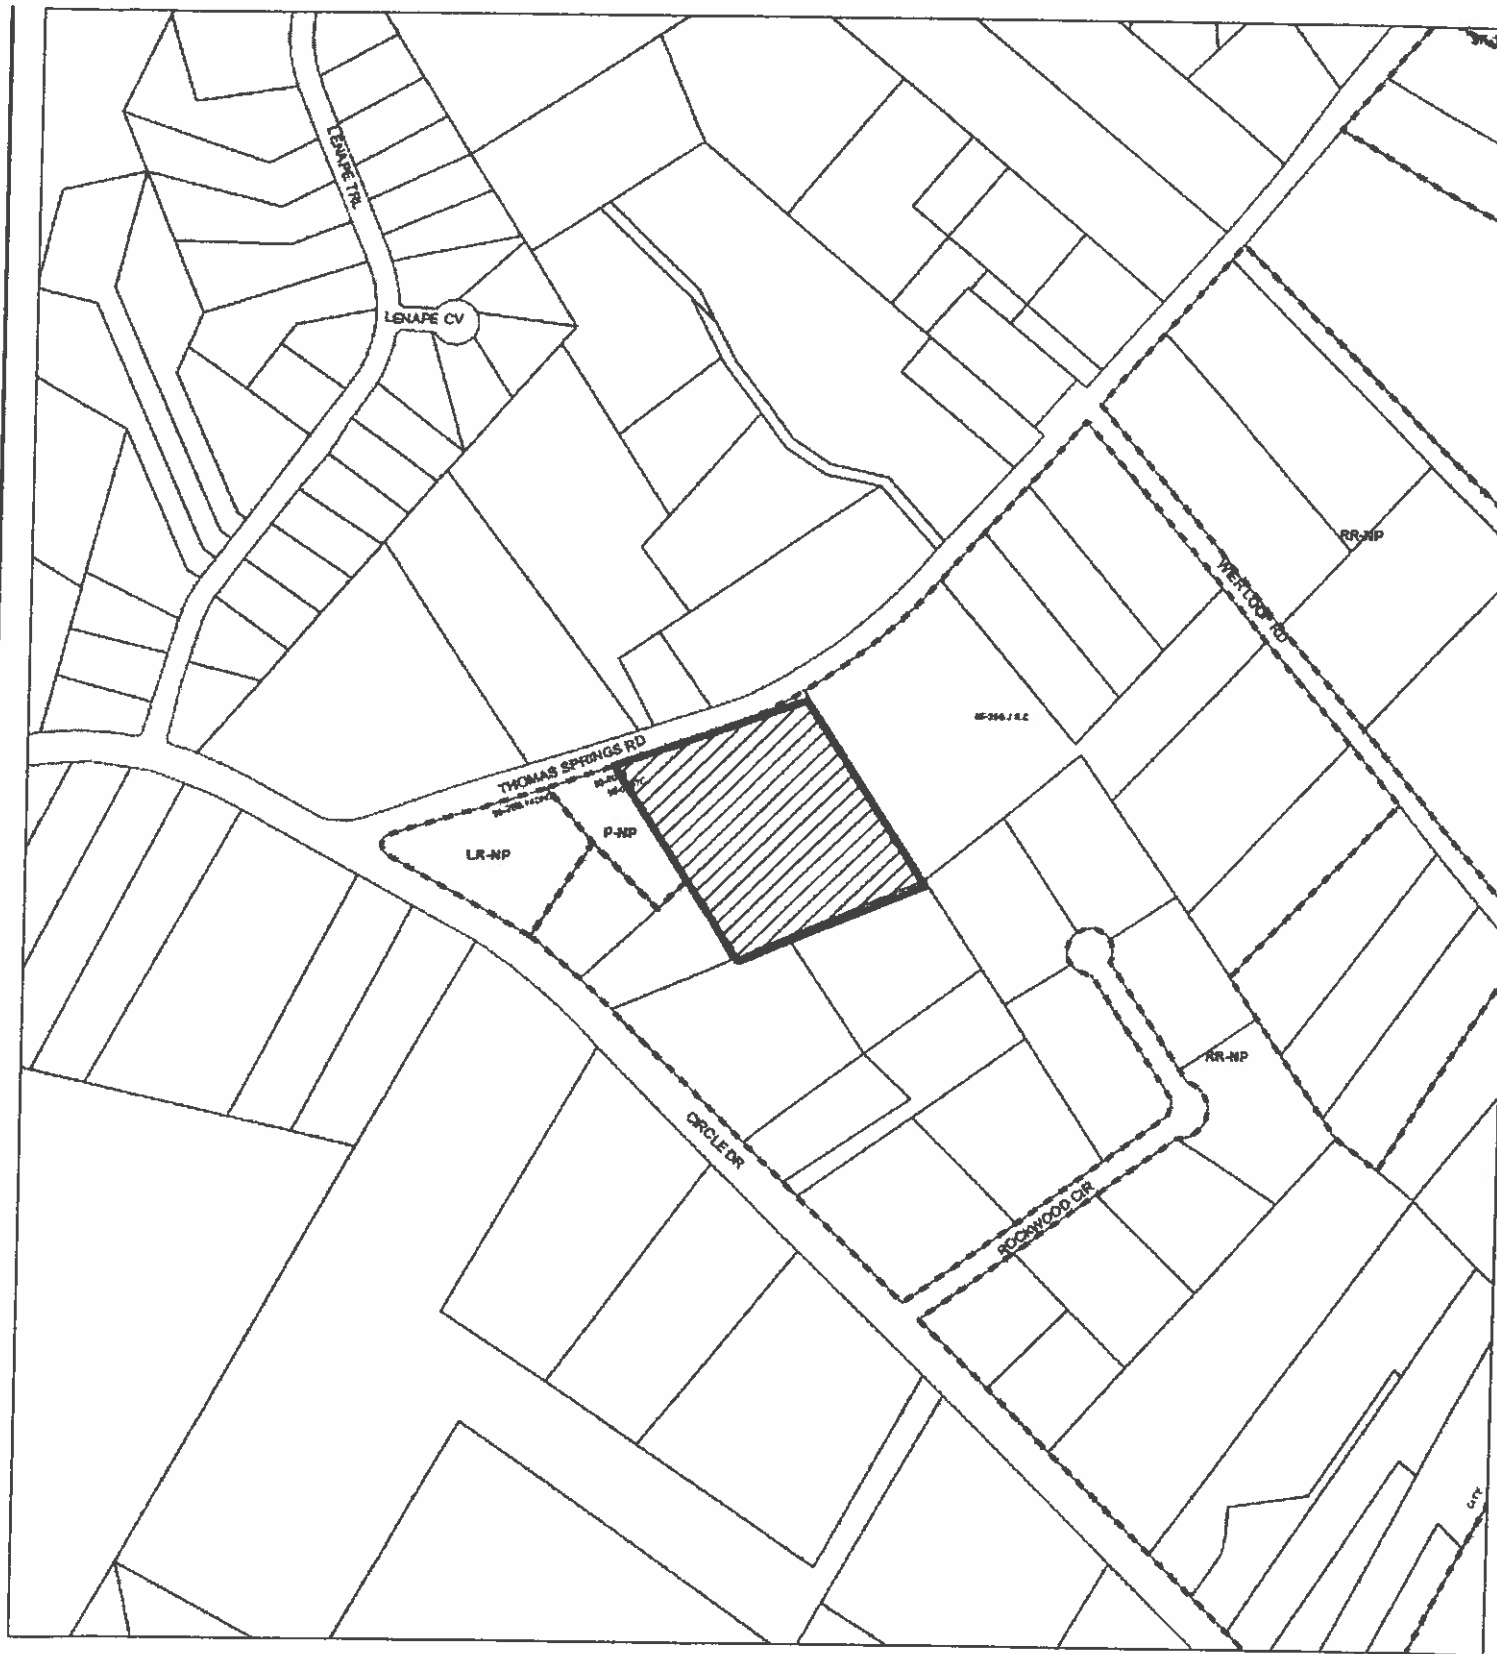 LENAPE TRL
LENAPE CV
RR-NP
WIER LOOP RD
THOMAS SPRINGS RD
P-NP
LR-NP
RR-NP
CIRCLE DR
ROCKWOOD CIR